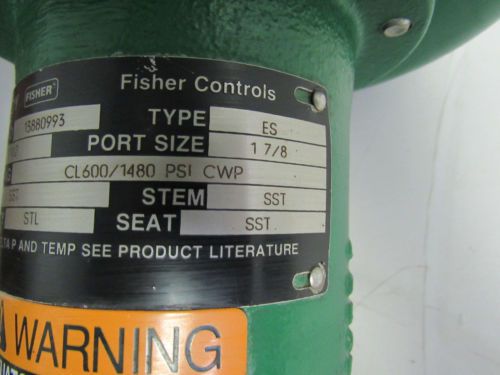 FISHER Fisher Controls
13880993 TYPE ES
PORT SIZE 1 7/8
CL600/1480 PSI CWP
STEM SST
STL SEAT SST
P AND TEMP SEE PRODUCT LITERATURE
WARNING